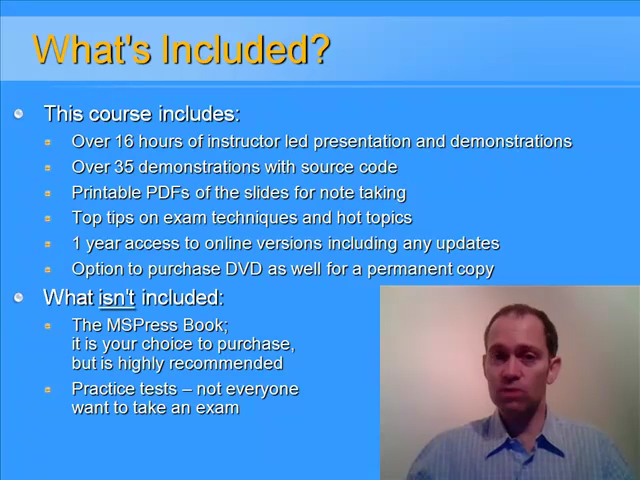 What's Included?
This course includes:
Over 16 hours of instructor led presentation and demonstrations
Over 35 demonstrations with source code
Printable PDFs of the slides for note taking
Top tips on exam techniques and hot topics
1 year access to online versions including any updates
Option to purchase DVD as well for a permanent copy
What isn't included:
The MSPress Book;
it is your choice to purchase,
but is highly recommended
Practice tests – not everyone
want to take an exam